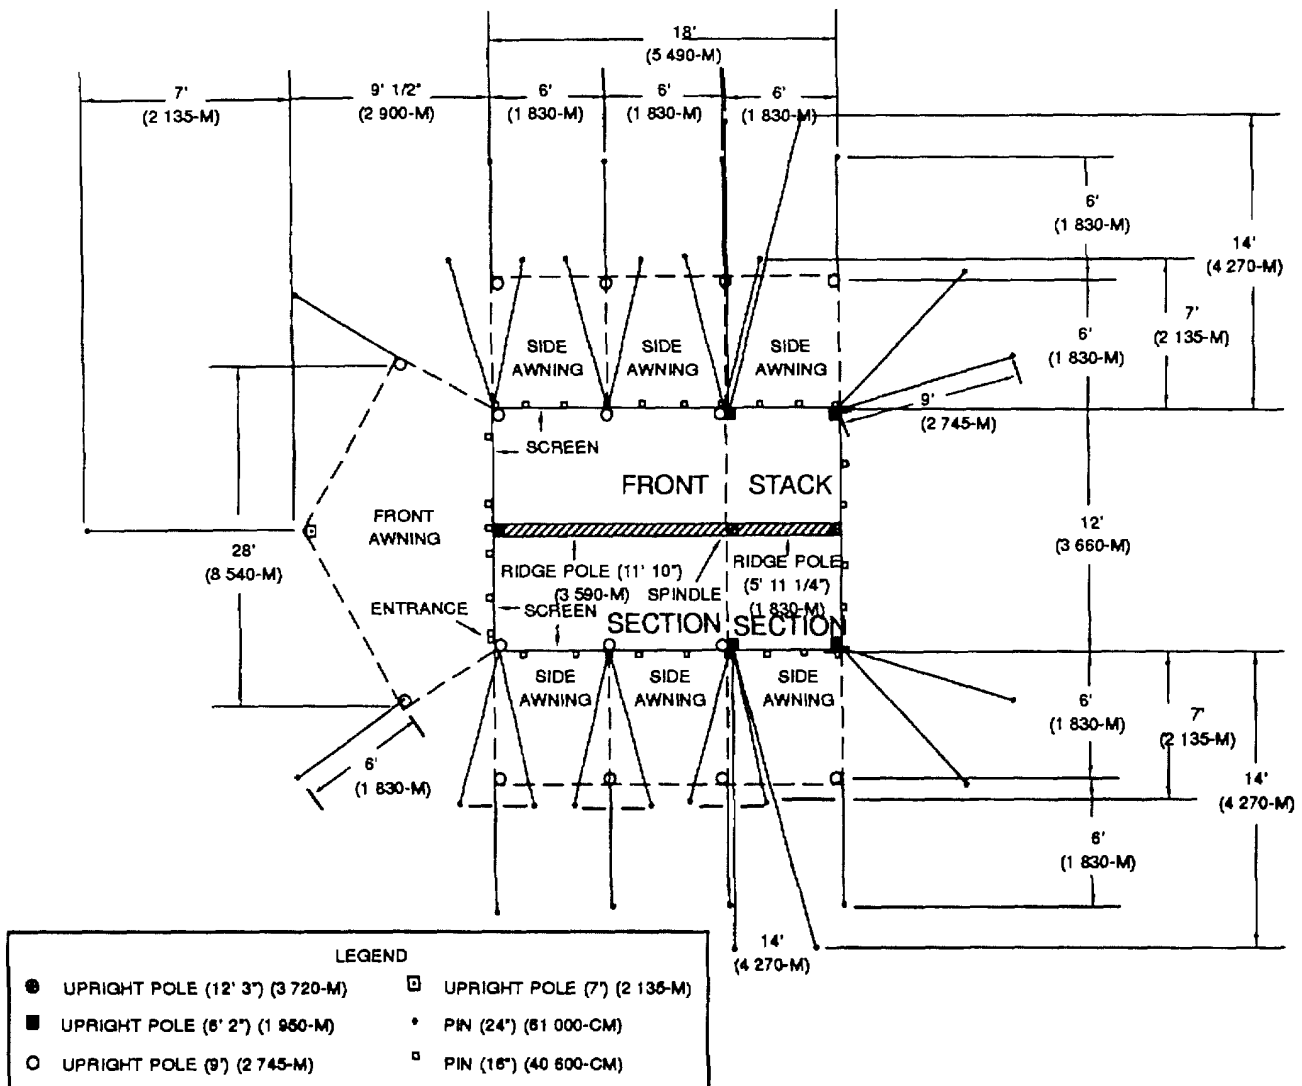 18'
(5 490-M)
7'
(2 135-M)
9' 1/2"
(2 900-M)
6'
(1 830-M)
6'
(1 830-M)
6'
(1 830-M)
6'
(1 830-M)
14'
(4 270-M)
7'
(2 135-M)
6'
(1 830-M)
SIDE
AWNING
SIDE
AWNING
SIDE
AWNING
9'
(2 745-M)
SCREEN
FRONT
STACK
FRONT
AWNING
12'
(3 660-M)
28'
(8 540-M)
RIDGE POLE (11' 10")
(3 590-M)
SPINDLE
RIDGE POLE
(5' 11 1/4")
(1 830-M)
ENTRANCE
SCREEN
SECTION
SECTION
SIDE
AWNING
SIDE
AWNING
SIDE
AWNING
6'
(1 830-M)
7'
(2 135-M)
6'
(1 830-M)
14'
(4 270-M)
6'
(1 830-M)
14'
(4 270-M)
LEGEND
UPRIGHT POLE (12' 3") (3 720-M)
UPRIGHT POLE (7') (2 135-M)
UPRIGHT POLE (6' 2") (1 950-M)
PIN (24") (61 000-CM)
UPRIGHT POLE (9') (2 745-M)
PIN (16") (40 600-CM)